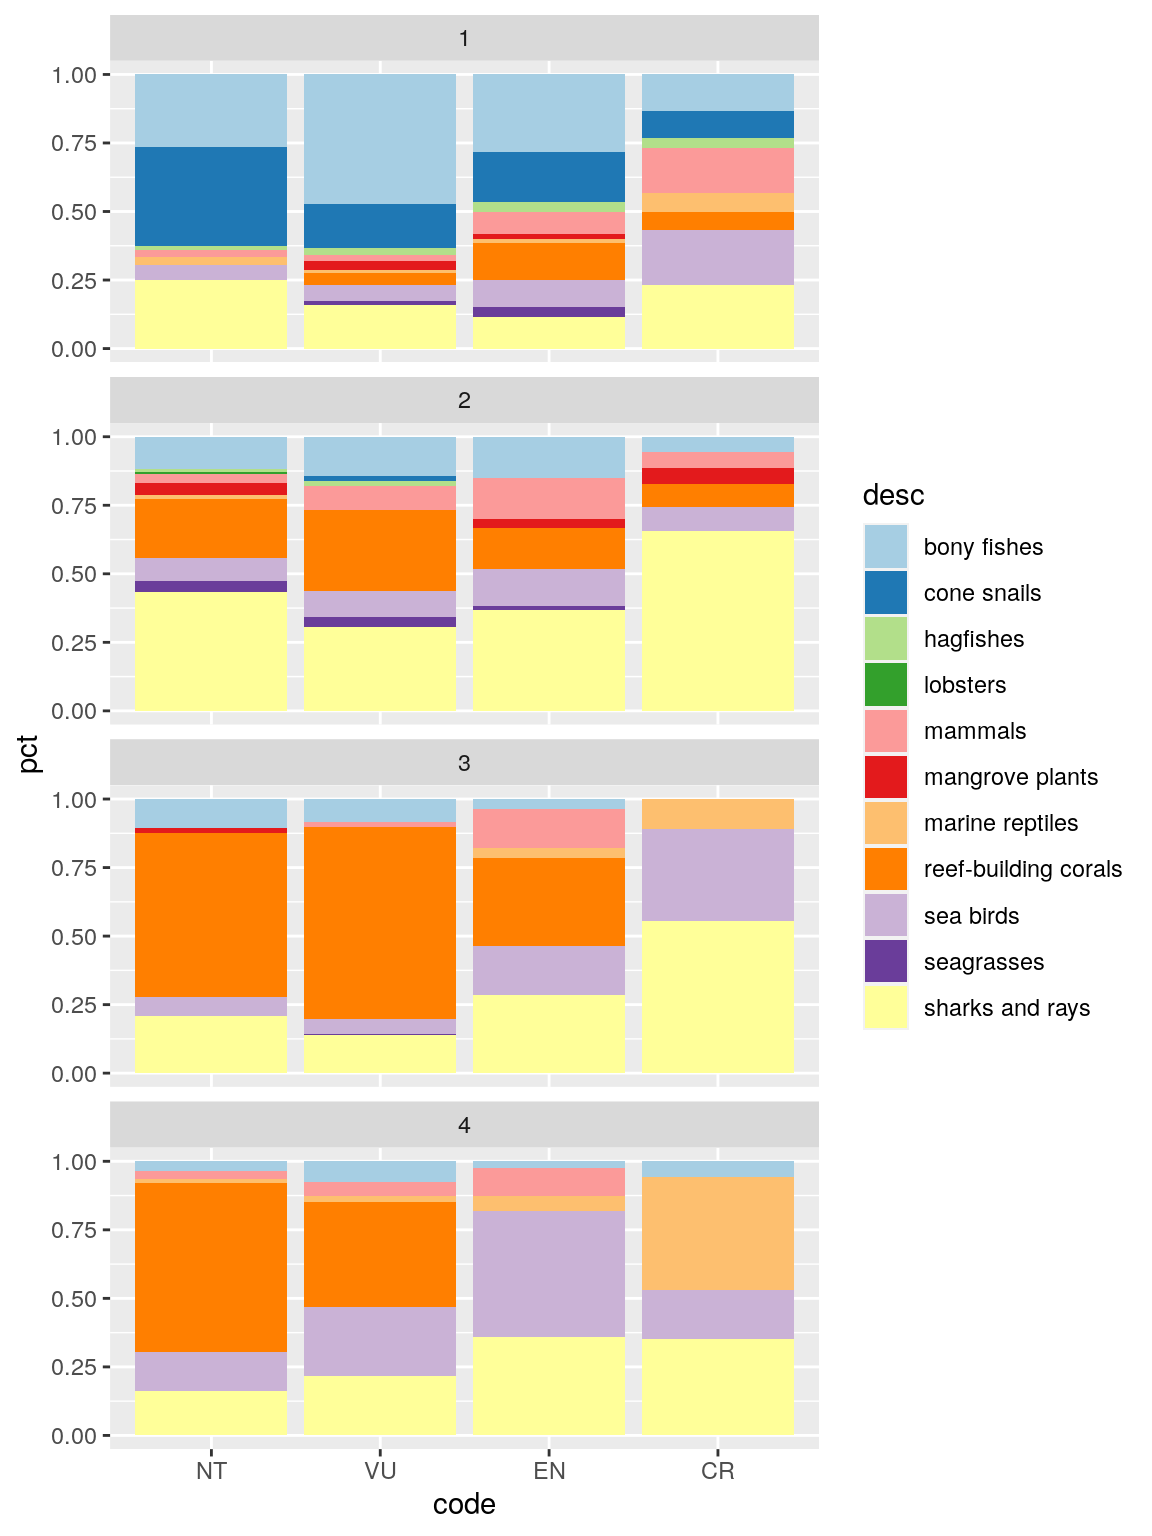 1
1.00
0.75
0.50
0.25
0.00
2
1.00
0.75
0.50
0.25
0.00
3
1.00
0.75
0.50
0.25
0.00
4
1.00
0.75
0.50
0.25
0.00
NT VU EN CR
code
pct
desc
bony fishes
cone snails
hagfishes
lobsters
mammals
mangrove plants
marine reptiles
reef-building corals
sea birds
seagrasses
sharks and rays